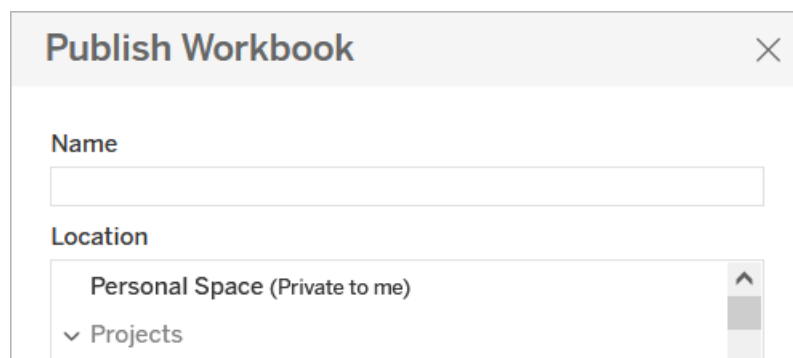 Publish Workbook
Name
Location
Personal Space (Private to me)
Projects